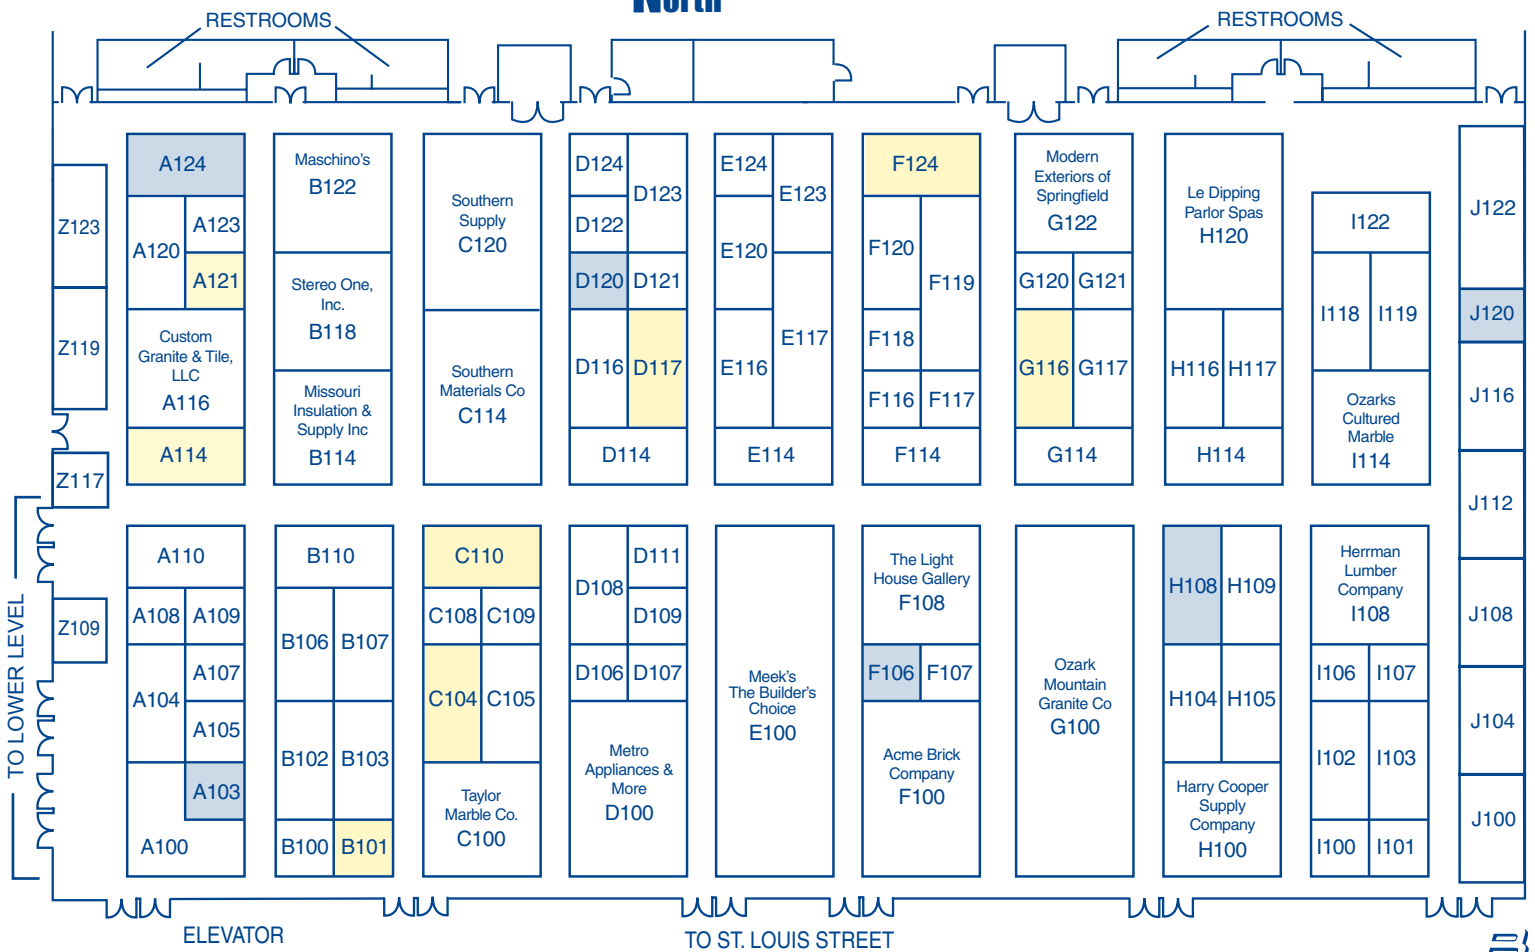 North
RESTROOMS
RESTROOMS
Z123
Z119
Z117
Z109
A124
A120
A123
A121
Custom
Granite & Tile,
LLC
A116
A114
Maschino's
B122
Stereo One,
Inc.
B118
Missouri
Insulation &
Supply Inc
B114
Southern
Supply
C120
Southern
Materials Co
C114
D124
D123
D122
D120
D121
D116
D117
D114
E124
E123
E120
E117
E116
E114
F124
F120
F119
F118
F116
F117
F114
Modern
Exteriors of
Springfield
G122
G120
G121
G116
G117
G114
Le Dipping
Parlor Spas
H120
H116
H117
H114
I122
I118
I119
Ozarks
Cultured
Marble
I114
J122
J120
J116
J112
J108
J104
J100
TO LOWER LEVEL
A110
A108
A109
A107
A104
A105
A103
A100
B110
B106
B107
B102
B103
B100
B101
C110
C108
C109
C104
C105
Taylor
Marble Co.
C100
D111
D108
D109
D106
D107
Metro
Appliances &
More
D100
Meek's
The Builder's
Choice
E100
The Light
House Gallery
F108
F106
F107
Acme Brick
Company
F100
Ozark
Mountain
Granite Co
G100
H108
H109
H104
H105
Harry Cooper
Supply
Company
H100
Herrman
Lumber
Company
I108
I106
I107
I102
I103
I100
I101
ELEVATOR
TO ST. LOUIS STREET